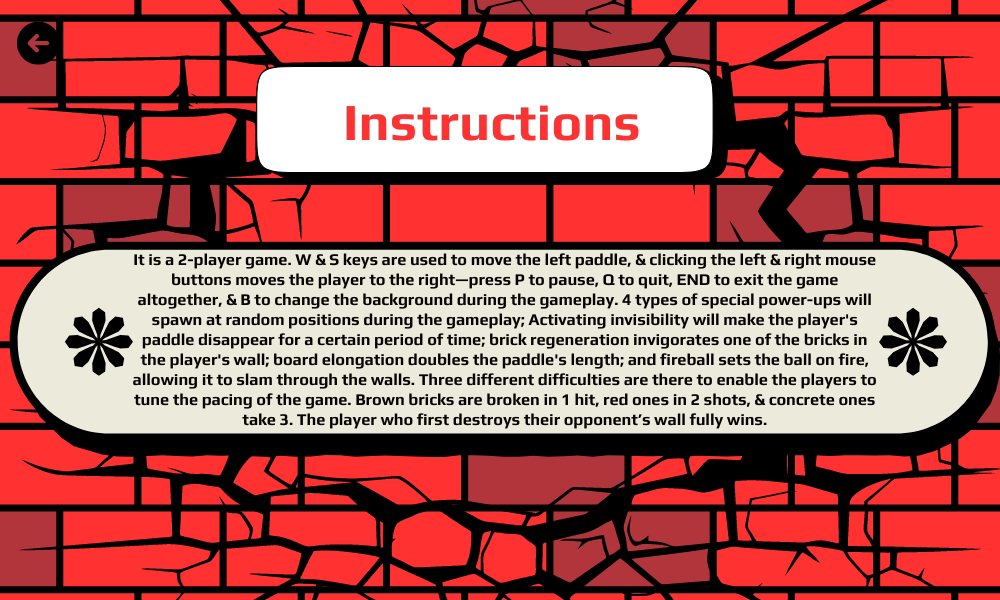 Instructions
It is a 2-player game. W & S keys are used to move the left paddle, & clicking the left & right mouse
buttons moves the player to the right—press P to pause, Q to quit, END to exit the game
altogether, & B to change the background during the gameplay. 4 types of special power-ups will
spawn at random positions during the gameplay; Activating invisibility will make the player's
paddle disappear for a certain period of time; brick regeneration invigorates one of the bricks in
the player's wall; board elongation doubles the paddle's length; and fireball sets the ball on fire,
allowing it to slam through the walls. Three different difficulties are there to enable the players to
tune the pacing of the game. Brown bricks are broken in 1 hit, red ones in 2 shots, & concrete ones
take 3. The player who first destroys their opponent’s wall fully wins.